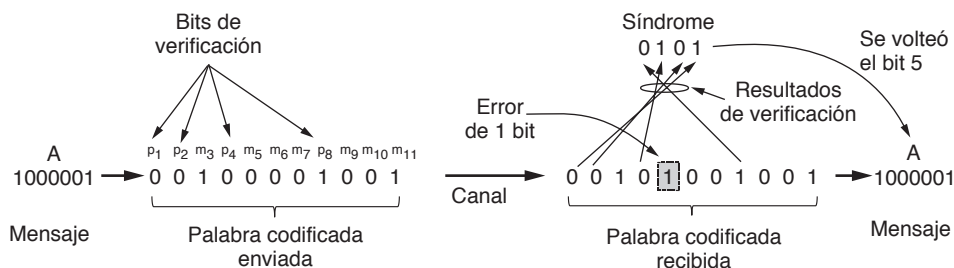 Bits de
verificación
p1 p2 m3 p4 m5 m6 m7 p8 m9 m10 m11
A
1000001
0 0 1 0 0 0 0 1 0 0 1
Mensaje
Palabra codificada
enviada
Canal
Síndrome
0 1 0 1
Se volteó
el bit 5
Resultados
de verificación
Error
de 1 bit
0 0 1 0 1 0 0 1 0 0 1
Palabra codificada
recibida
A
1000001
Mensaje